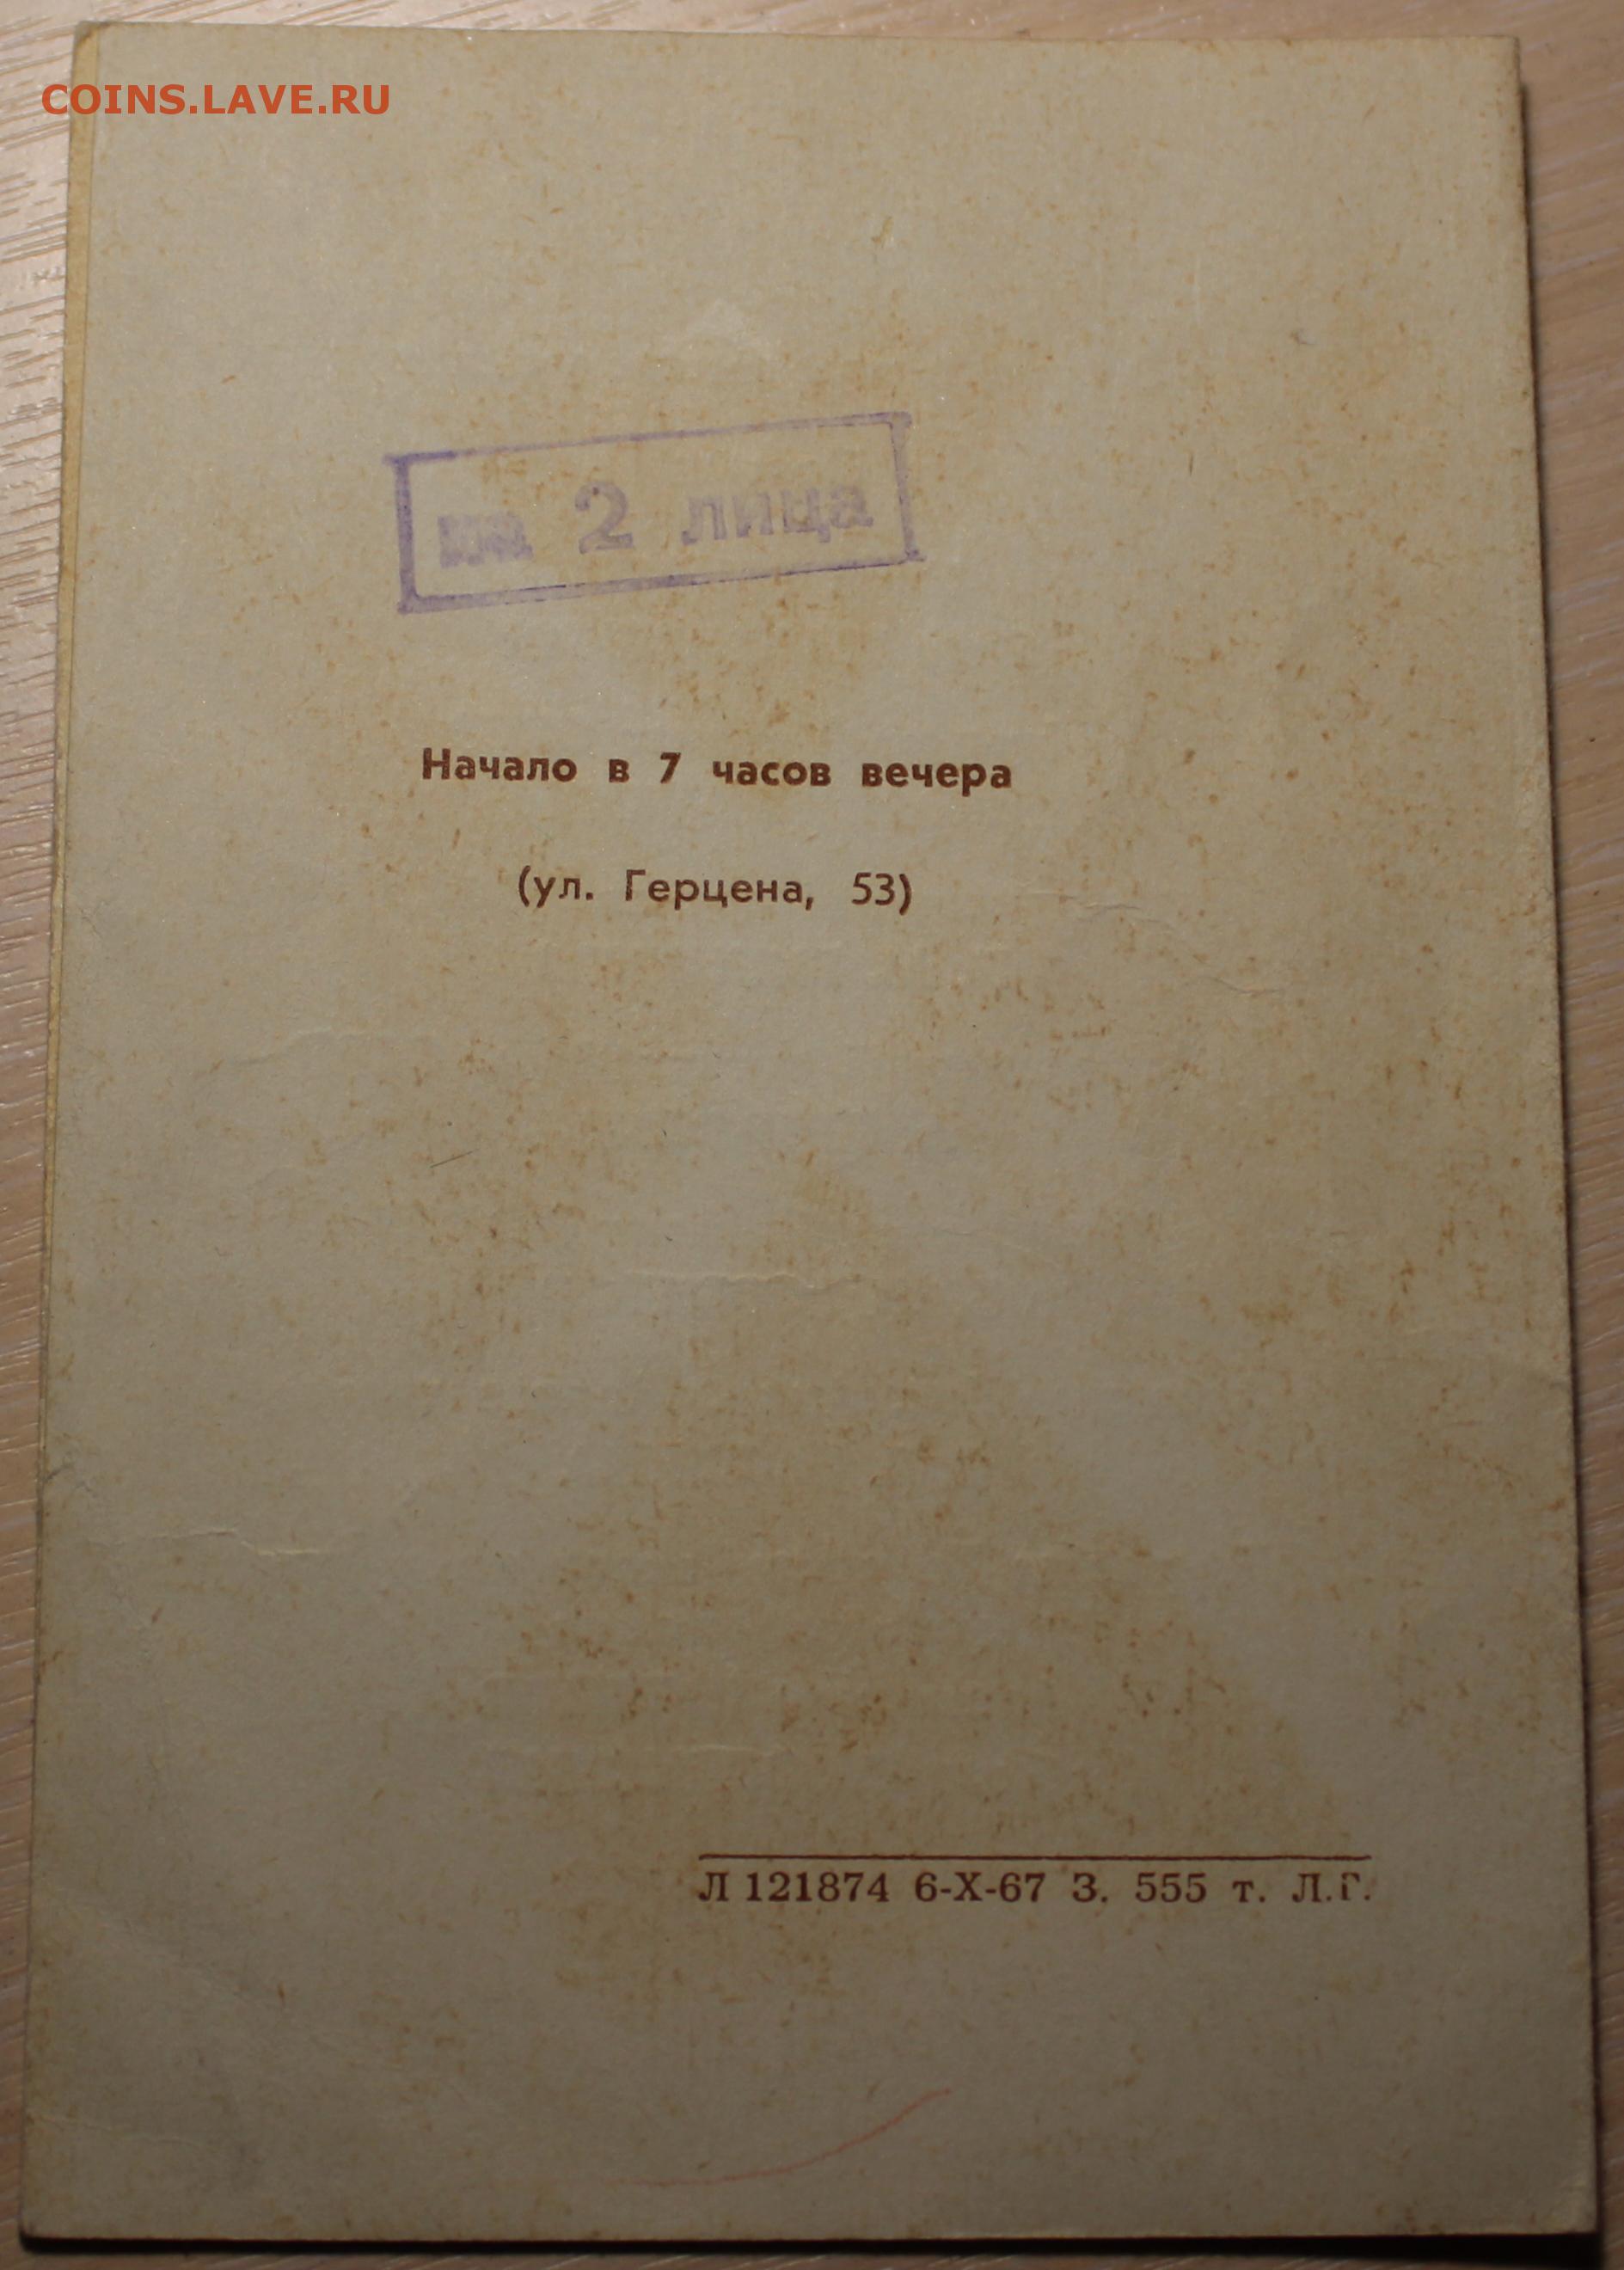 COINS.LAVE.RU
на 2 лица
Начало в 7 часов вечера
(ул. Герцена, 53)
Л 121874 6-X-67 З. 555 т. Л.Г.